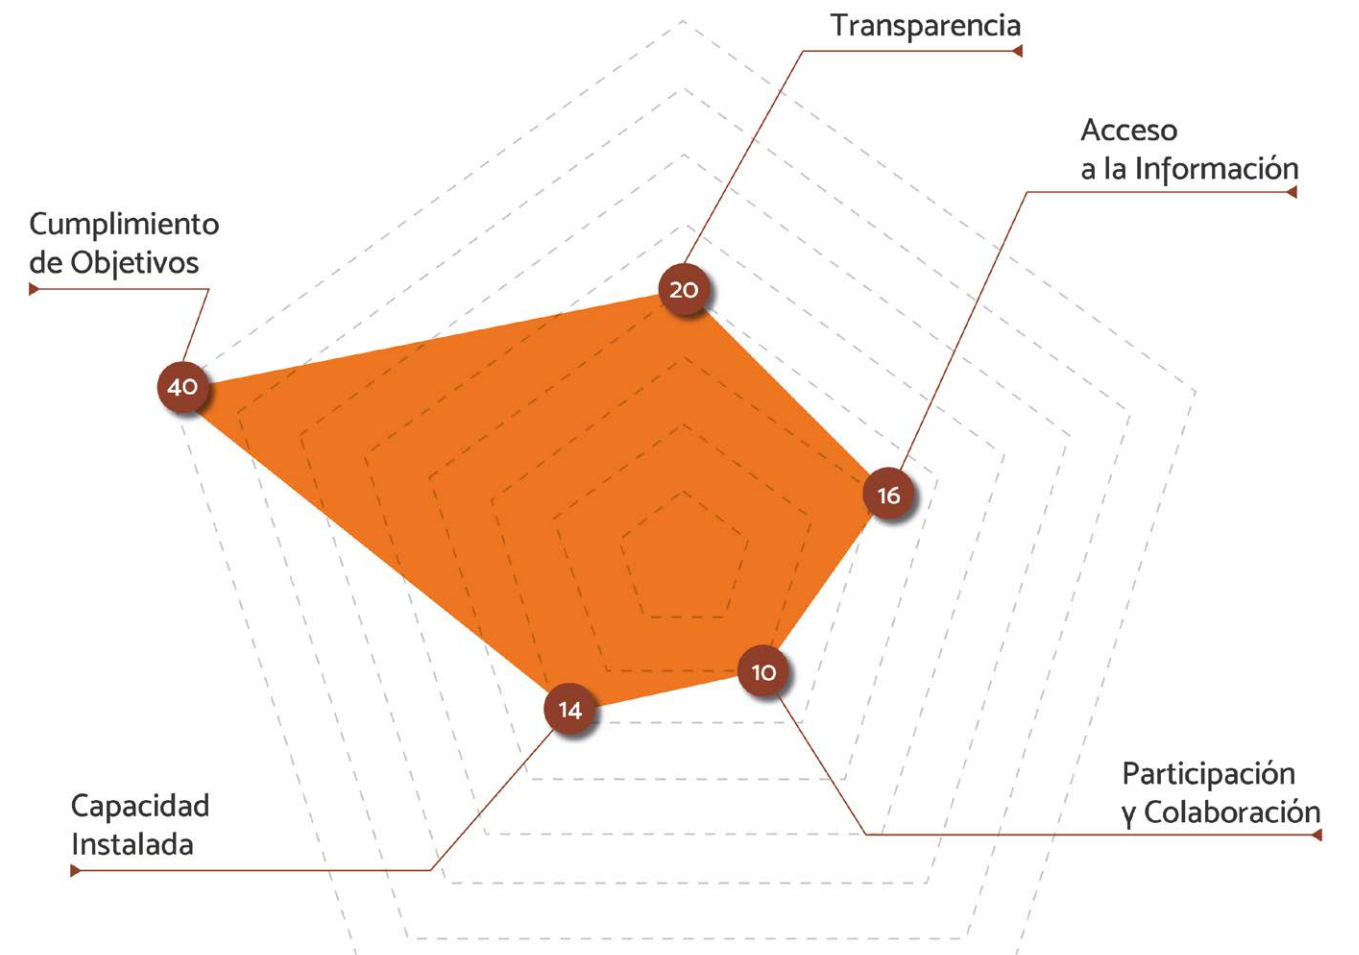 Transparencia
Acceso
a la Información
Cumplimiento
de Objetivos
20
40
16
10
14
Participación
y Colaboración
Capacidad
Instalada